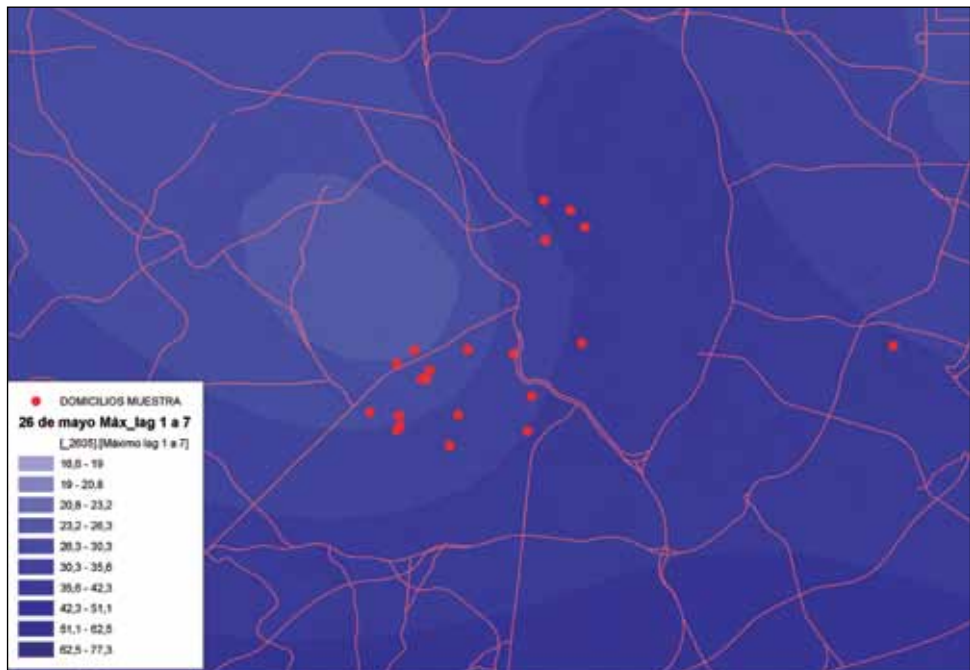 DOMICILIOS MUESTRA
26 de mayo Máx_lag 1 a 7
[_2605].[Máximo lag 1 a 7]
16,6 - 19
19 - 20,8
20,8 - 23,2
23,2 - 26,3
26,3 - 30,3
30,3 - 35,6
35,6 - 42,3
42,3 - 51,1
51,1 - 62,5
62,5 - 77,3